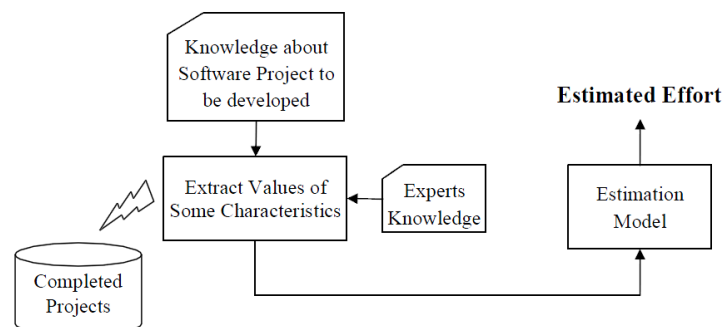 Knowledge about
Software Project to
be developed
Estimated Effort
Extract Values of
Some Characteristics
Experts
Knowledge
Estimation
Model
Completed
Projects